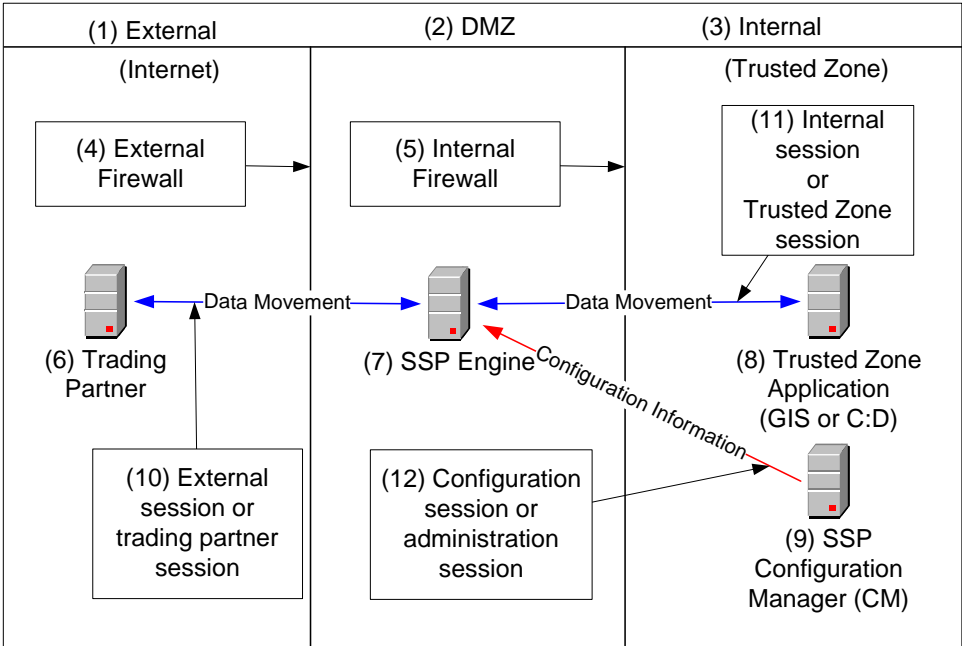 (1) External
(2) DMZ
(3) Internal
(Internet)
(Trusted Zone)
(4) External
Firewall
(5) Internal
Firewall
(11) Internal
session
or
Trusted Zone
session
Data Movement
Data Movement
(6) Trading
Partner
(7) SSP Engine
(8) Trusted Zone
Application
(GIS or C:D)
Configuration Information
(10) External
session or
trading partner
session
(12) Configuration
session or
administration
session
(9) SSP
Configuration
Manager (CM)